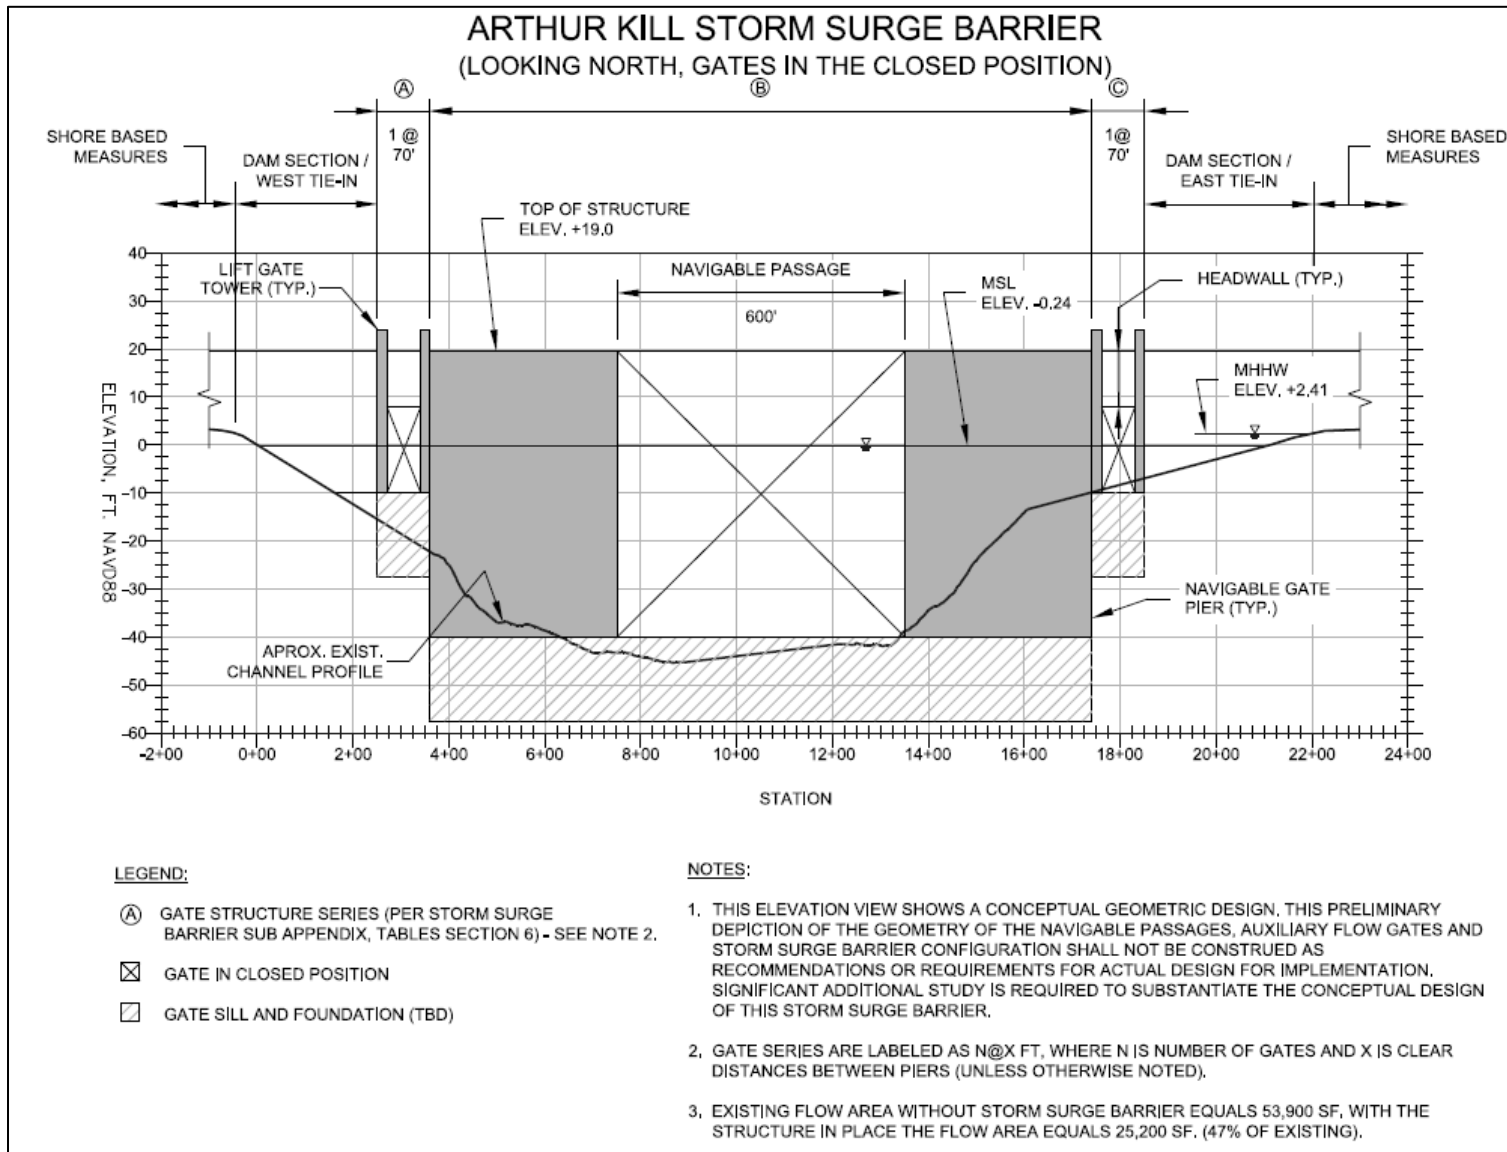 ARTHUR KILL STORM SURGE BARRIER
(LOOKING NORTH, GATES IN THE CLOSED POSITION)
A
B
C
SHORE BASED
MEASURES
DAM SECTION /
WEST TIE-IN
1 @
70'
1@
70'
DAM SECTION /
EAST TIE-IN
SHORE BASED
MEASURES
TOP OF STRUCTURE
ELEV. +19.0
LIFT GATE
TOWER (TYP.)
NAVIGABLE PASSAGE
600'
MSL
ELEV. -0.24
HEADWALL (TYP.)
MHHW
ELEV. +2.41
NAVIGABLE GATE
PIER (TYP.)
APROX. EXIST.
CHANNEL PROFILE
ELEVATION, FT. NAVD88
40
30
20
10
0
-10
-20
-30
-40
-50
-60
-2+00
0+00
2+00
4+00
6+00
8+00
10+00
12+00
14+00
16+00
18+00
20+00
22+00
24+00
STATION
LEGEND:
A GATE STRUCTURE SERIES (PER STORM SURGE
BARRIER SUB APPENDIX, TABLES SECTION 6) - SEE NOTE 2.
GATE IN CLOSED POSITION
GATE SILL AND FOUNDATION (TBD)
NOTES:
1. THIS ELEVATION VIEW SHOWS A CONCEPTUAL GEOMETRIC DESIGN. THIS PRELIMINARY
DEPICTION OF THE GEOMETRY OF THE NAVIGABLE PASSAGES, AUXILIARY FLOW GATES AND
STORM SURGE BARRIER CONFIGURATION SHALL NOT BE CONSTRUED AS
RECOMMENDATIONS OR REQUIREMENTS FOR ACTUAL DESIGN FOR IMPLEMENTATION.
SIGNIFICANT ADDITIONAL STUDY IS REQUIRED TO SUBSTANTIATE THE CONCEPTUAL DESIGN
OF THIS STORM SURGE BARRIER.
2. GATE SERIES ARE LABELED AS N@X FT, WHERE N IS NUMBER OF GATES AND X IS CLEAR
DISTANCES BETWEEN PIERS (UNLESS OTHERWISE NOTED).
3. EXISTING FLOW AREA WITHOUT STORM SURGE BARRIER EQUALS 53,900 SF. WITH THE
STRUCTURE IN PLACE THE FLOW AREA EQUALS 25,200 SF. (47% OF EXISTING).